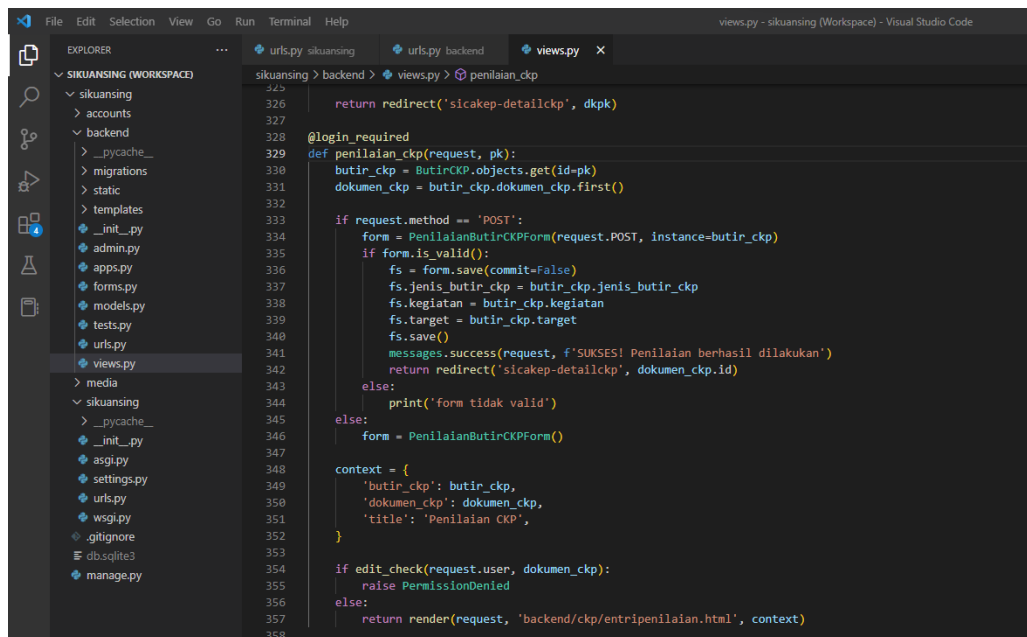 File Edit Selection View Go Run Terminal Help
views.py - sikuansing (Workspace) - Visual Studio Code
EXPLORER ...
SIKUANSING (WORKSPACE)
sikuansing
accounts
backend
__pycache__
migrations
static
templates
__init__.py
admin.py
apps.py
forms.py
models.py
tests.py
urls.py
views.py
media
sikuansing
__pycache__
__init__.py
asgi.py
settings.py
urls.py
wsgi.py
.gitignore
db.sqlite3
manage.py
4
urls.py sikuansing
urls.py backend
views.py
sikuansing > backend > views.py > penilaian_ckp
325
326 return redirect('sicakep-detailckp', dkpk)
327
328 @login_required
329 def penilaian_ckp(request, pk):
330 butir_ckp = ButirCKP.objects.get(id=pk)
331 dokumen_ckp = butir_ckp.dokumen_ckp.first()
332
333 if request.method == 'POST':
334 form = PenilaianButirCKPForm(request.POST, instance=butir_ckp)
335 if form.is_valid():
336 fs = form.save(commit=False)
337 fs.jenis_butir_ckp = butir_ckp.jenis_butir_ckp
338 fs.kegiatan = butir_ckp.kegiatan
339 fs.target = butir_ckp.target
340 fs.save()
341 messages.success(request, f'SUKSES! Penilaian berhasil dilakukan')
342 return redirect('sicakep-detailckp', dokumen_ckp.id)
343 else:
344 print('form tidak valid')
345 else:
346 form = PenilaianButirCKPForm()
347
348 context = {
349 'butir_ckp': butir_ckp,
350 'dokumen_ckp': dokumen_ckp,
351 'title': 'Penilaian CKP',
352 }
353
354 if edit_check(request.user, dokumen_ckp):
355 raise PermissionDenied
356 else:
357 return render(request, 'backend/ckp/entripenilaian.html', context)
358